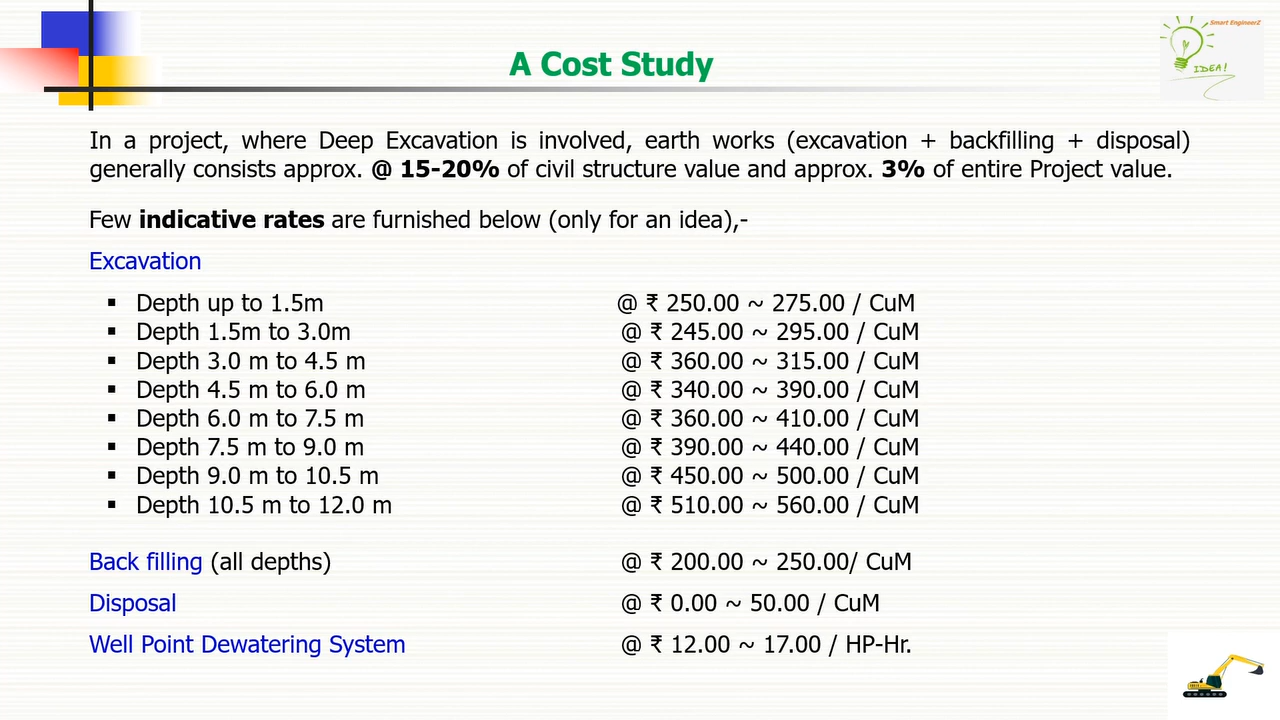 Smart EngineerZ
IDEA!
A Cost Study
In a project, where Deep Excavation is involved, earth works (excavation + backfilling + disposal)
generally consists approx. @ 15-20% of civil structure value and approx. 3% of entire Project value.
Few indicative rates are furnished below (only for an idea),-
Excavation
▪ Depth up to 1.5m @ ₹ 250.00 ~ 275.00 / CuM
▪ Depth 1.5m to 3.0m @ ₹ 245.00 ~ 295.00 / CuM
▪ Depth 3.0 m to 4.5 m @ ₹ 360.00 ~ 315.00 / CuM
▪ Depth 4.5 m to 6.0 m @ ₹ 340.00 ~ 390.00 / CuM
▪ Depth 6.0 m to 7.5 m @ ₹ 360.00 ~ 410.00 / CuM
▪ Depth 7.5 m to 9.0 m @ ₹ 390.00 ~ 440.00 / CuM
▪ Depth 9.0 m to 10.5 m @ ₹ 450.00 ~ 500.00 / CuM
▪ Depth 10.5 m to 12.0 m @ ₹ 510.00 ~ 560.00 / CuM
Back filling (all depths) @ ₹ 200.00 ~ 250.00/ CuM
Disposal @ ₹ 0.00 ~ 50.00 / CuM
Well Point Dewatering System @ ₹ 12.00 ~ 17.00 / HP-Hr.